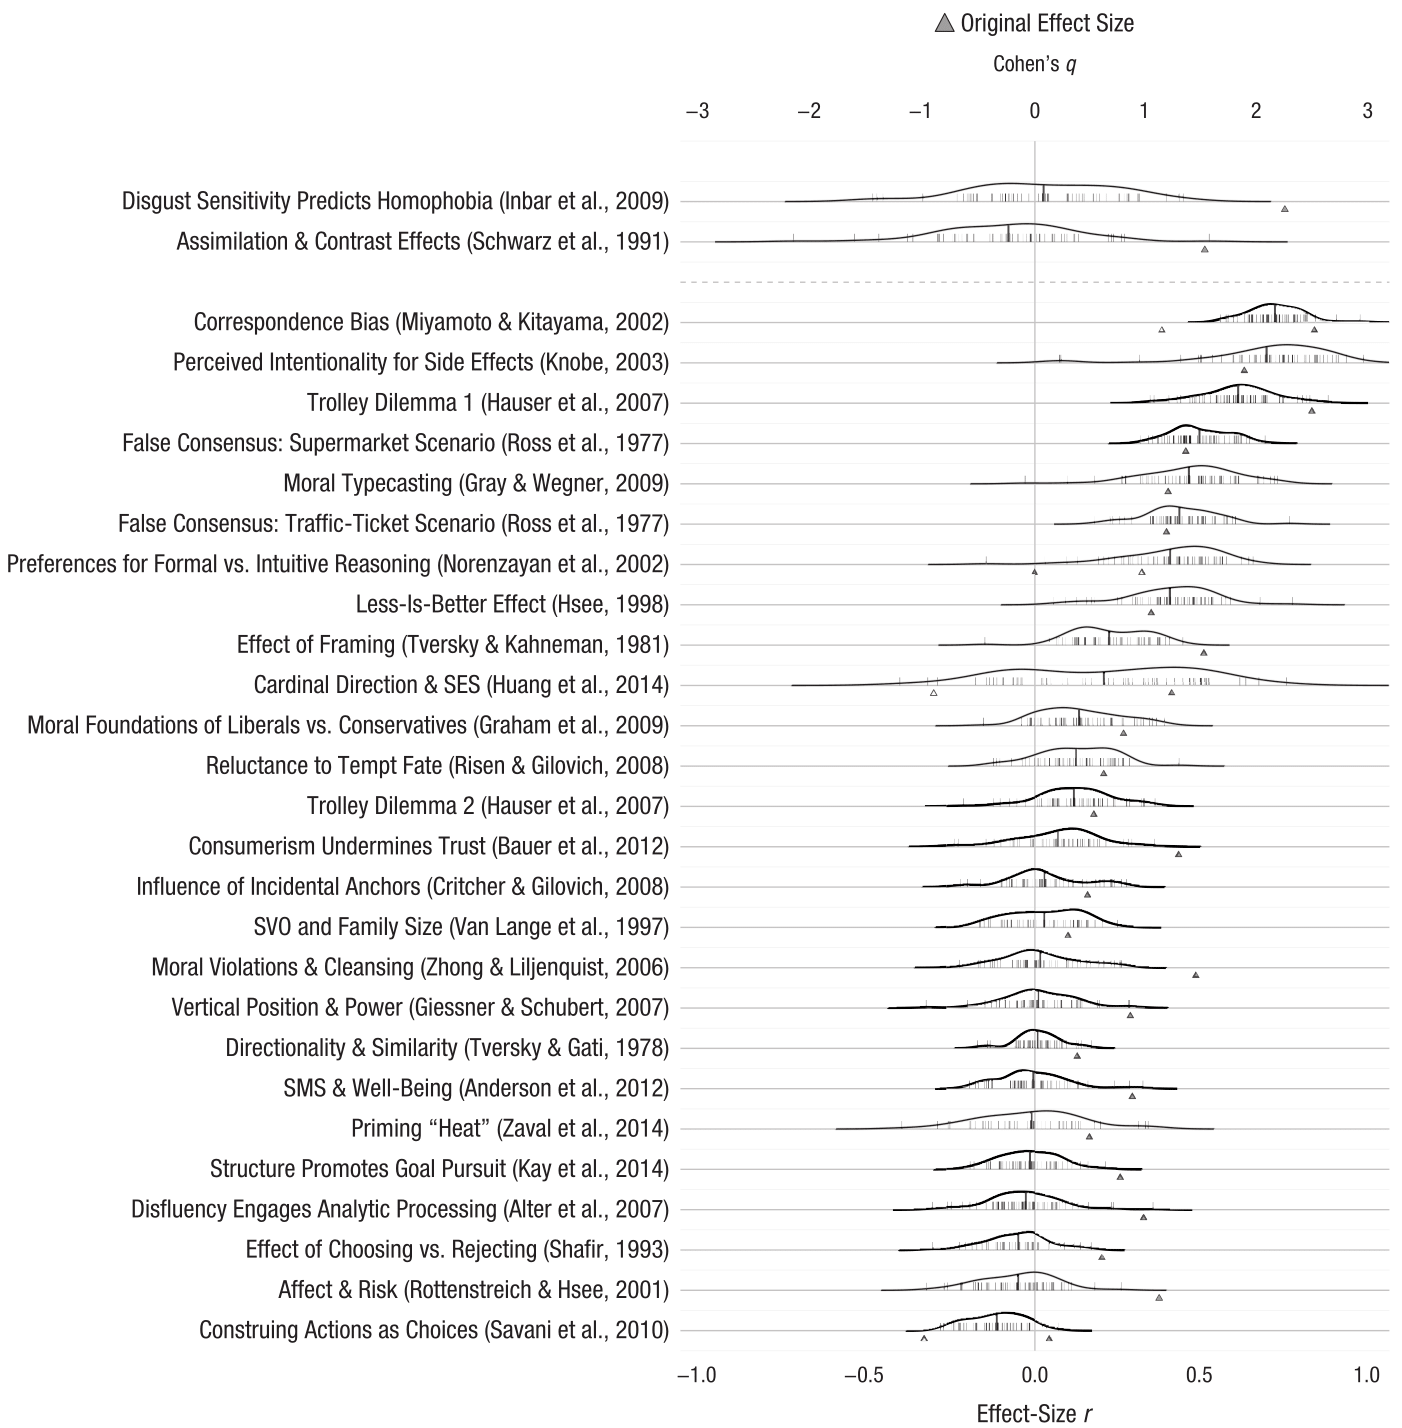 Original Effect Size
Cohen's q
–3 –2 –1 0 1 2 3
Disgust Sensitivity Predicts Homophobia (Inbar et al., 2009)
Assimilation & Contrast Effects (Schwarz et al., 1991)
Correspondence Bias (Miyamoto & Kitayama, 2002)
Perceived Intentionality for Side Effects (Knobe, 2003)
Trolley Dilemma 1 (Hauser et al., 2007)
False Consensus: Supermarket Scenario (Ross et al., 1977)
Moral Typecasting (Gray & Wegner, 2009)
False Consensus: Traffic-Ticket Scenario (Ross et al., 1977)
Preferences for Formal vs. Intuitive Reasoning (Norenzayan et al., 2002)
Less-Is-Better Effect (Hsee, 1998)
Effect of Framing (Tversky & Kahneman, 1981)
Cardinal Direction & SES (Huang et al., 2014)
Moral Foundations of Liberals vs. Conservatives (Graham et al., 2009)
Reluctance to Tempt Fate (Risen & Gilovich, 2008)
Trolley Dilemma 2 (Hauser et al., 2007)
Consumerism Undermines Trust (Bauer et al., 2012)
Influence of Incidental Anchors (Critcher & Gilovich, 2008)
SVO and Family Size (Van Lange et al., 1997)
Moral Violations & Cleansing (Zhong & Liljenquist, 2006)
Vertical Position & Power (Giessner & Schubert, 2007)
Directionality & Similarity (Tversky & Gati, 1978)
SMS & Well-Being (Anderson et al., 2012)
Priming “Heat” (Zaval et al., 2014)
Structure Promotes Goal Pursuit (Kay et al., 2014)
Disfluency Engages Analytic Processing (Alter et al., 2007)
Effect of Choosing vs. Rejecting (Shafir, 1993)
Affect & Risk (Rottenstreich & Hsee, 2001)
Construing Actions as Choices (Savani et al., 2010)
–1.0 –0.5 0.0 0.5 1.0
Effect-Size r